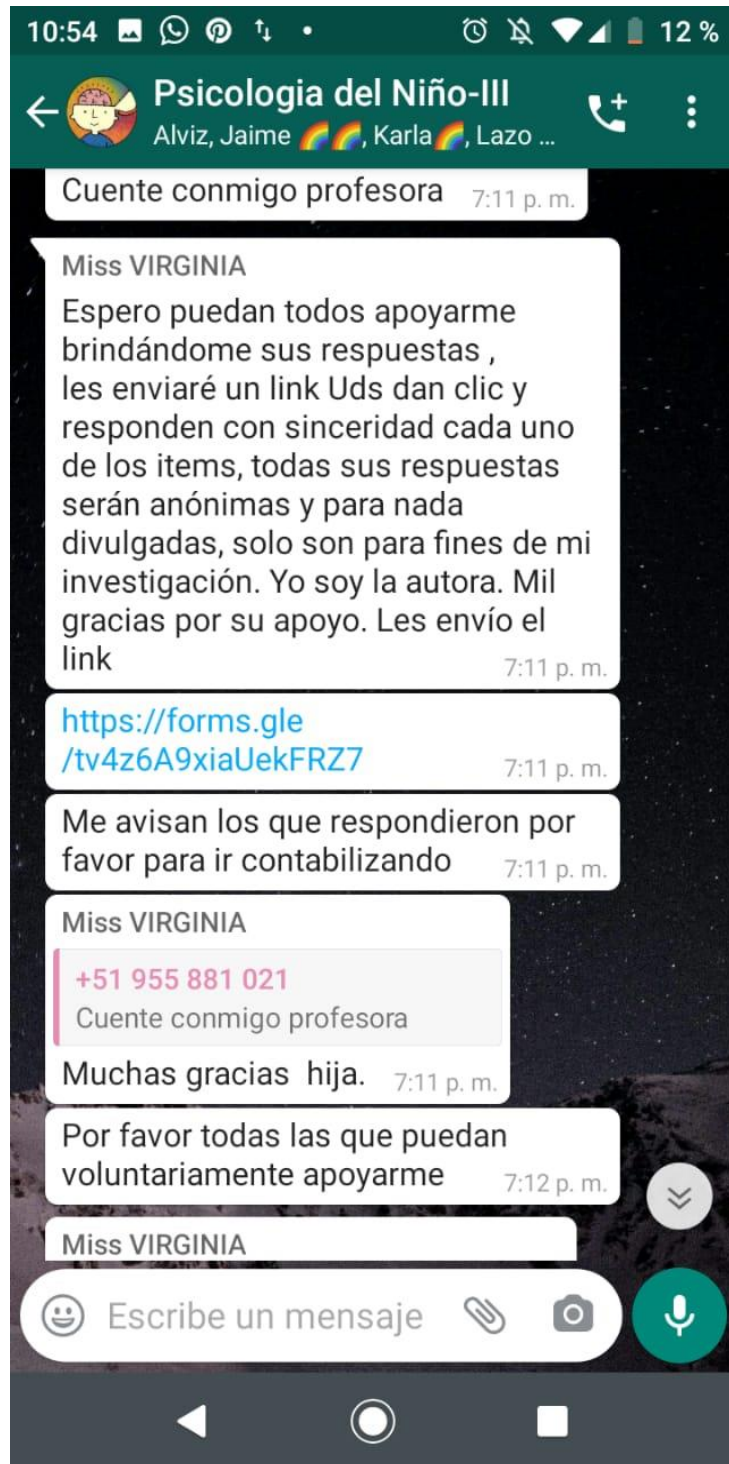 10:54 12 %
Psicologia del Niño-III
Alviz, Jaime 🌈🌈, Karla🌈, Lazo ...
Cuente conmigo profesora 7:11 p. m.
Miss VIRGINIA
Espero puedan todos apoyarme
brindándome sus respuestas ,
les enviaré un link Uds dan clic y
responden con sinceridad cada uno
de los items, todas sus respuestas
serán anónimas y para nada
divulgadas, solo son para fines de mi
investigación. Yo soy la autora. Mil
gracias por su apoyo. Les envío el
link 7:11 p. m.
https://forms.gle
/tv4z6A9xiaUekFRZ7 7:11 p. m.
Me avisan los que respondieron por
favor para ir contabilizando 7:11 p. m.
Miss VIRGINIA
+51 955 881 021
Cuente conmigo profesora
Muchas gracias hija. 7:11 p. m.
Por favor todas las que puedan
voluntariamente apoyarme 7:12 p. m.
Miss VIRGINIA
Escribe un mensaje